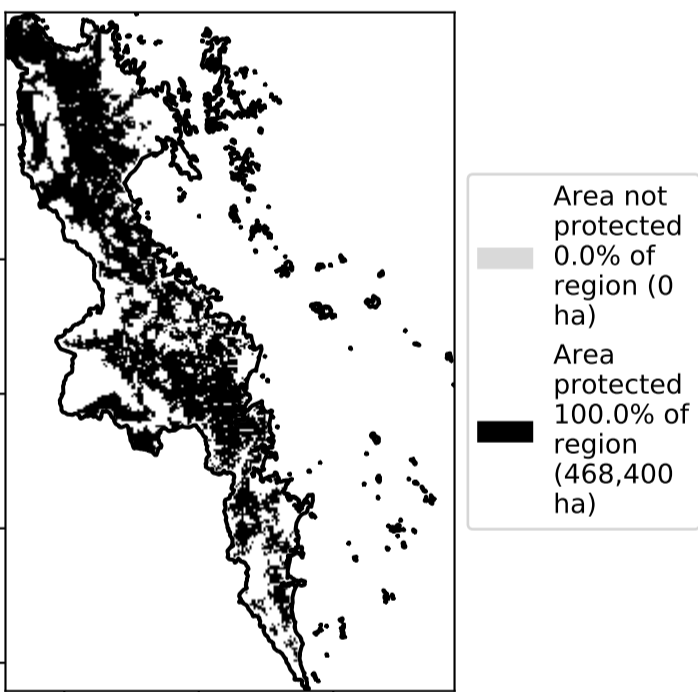 Area not
protected
0.0% of
region (0
ha)
Area
protected
100.0% of
region
(468,400
ha)